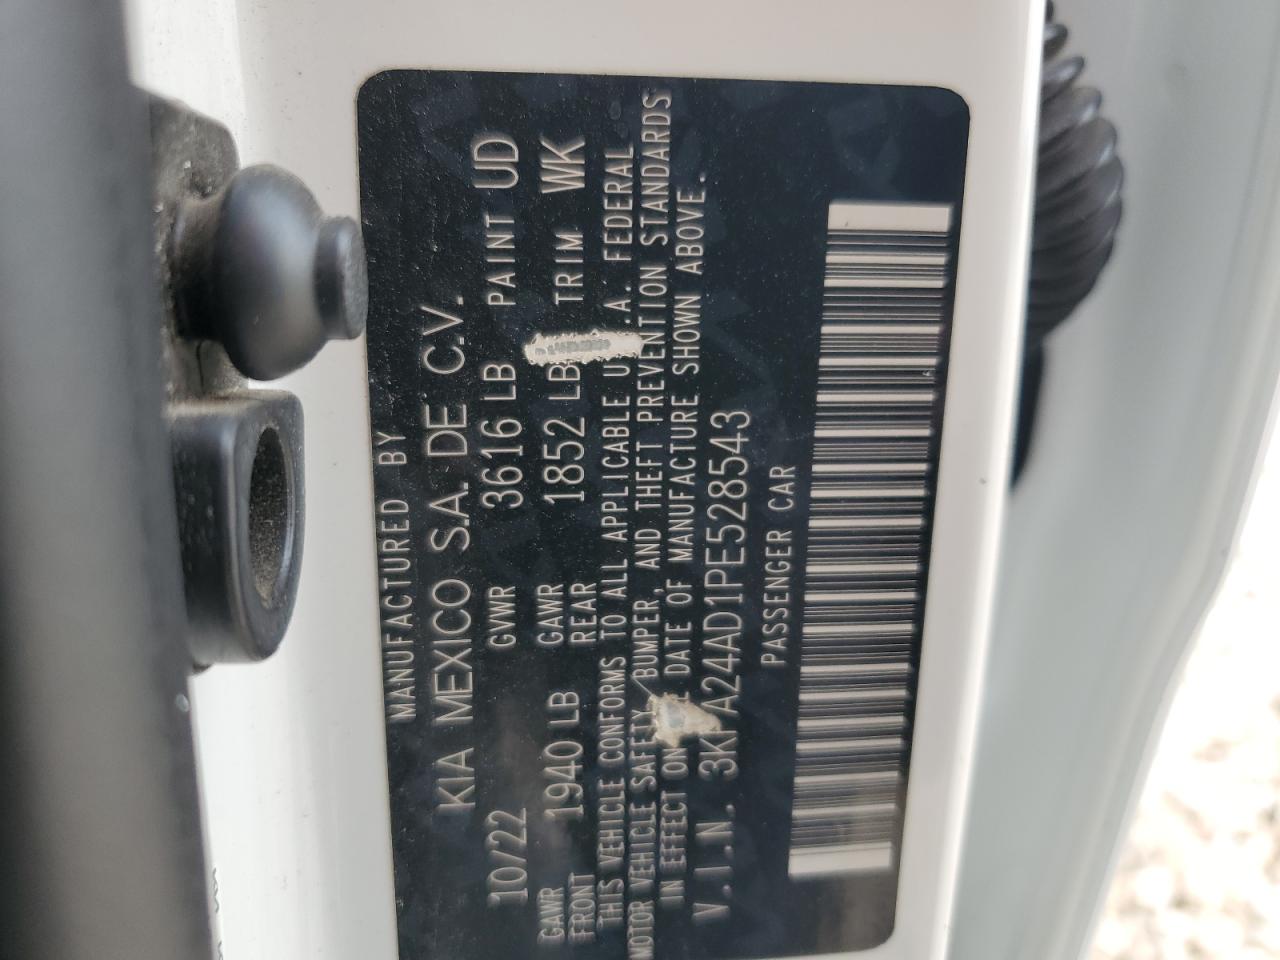 MANUFACTURED BY
KIA MEXICO S.A. DE C.V.
10/22 GVWR 3616 LB PAINT UD
GAWR FRONT 1940 LB GAWR REAR 1852 LB TRIM WK
THIS VEHICLE CONFORMS TO ALL APPLICABLE U. .A. FEDERAL
MOTOR VEHICLE SAFETY, BUMPER, AND THEFT PREVENTION STANDARDS
IN EFFECT ON DATE OF MANUFACTURE SHOWN ABOVE.
V.I.N. 3K A24AD1PE528543
PASSENGER CAR